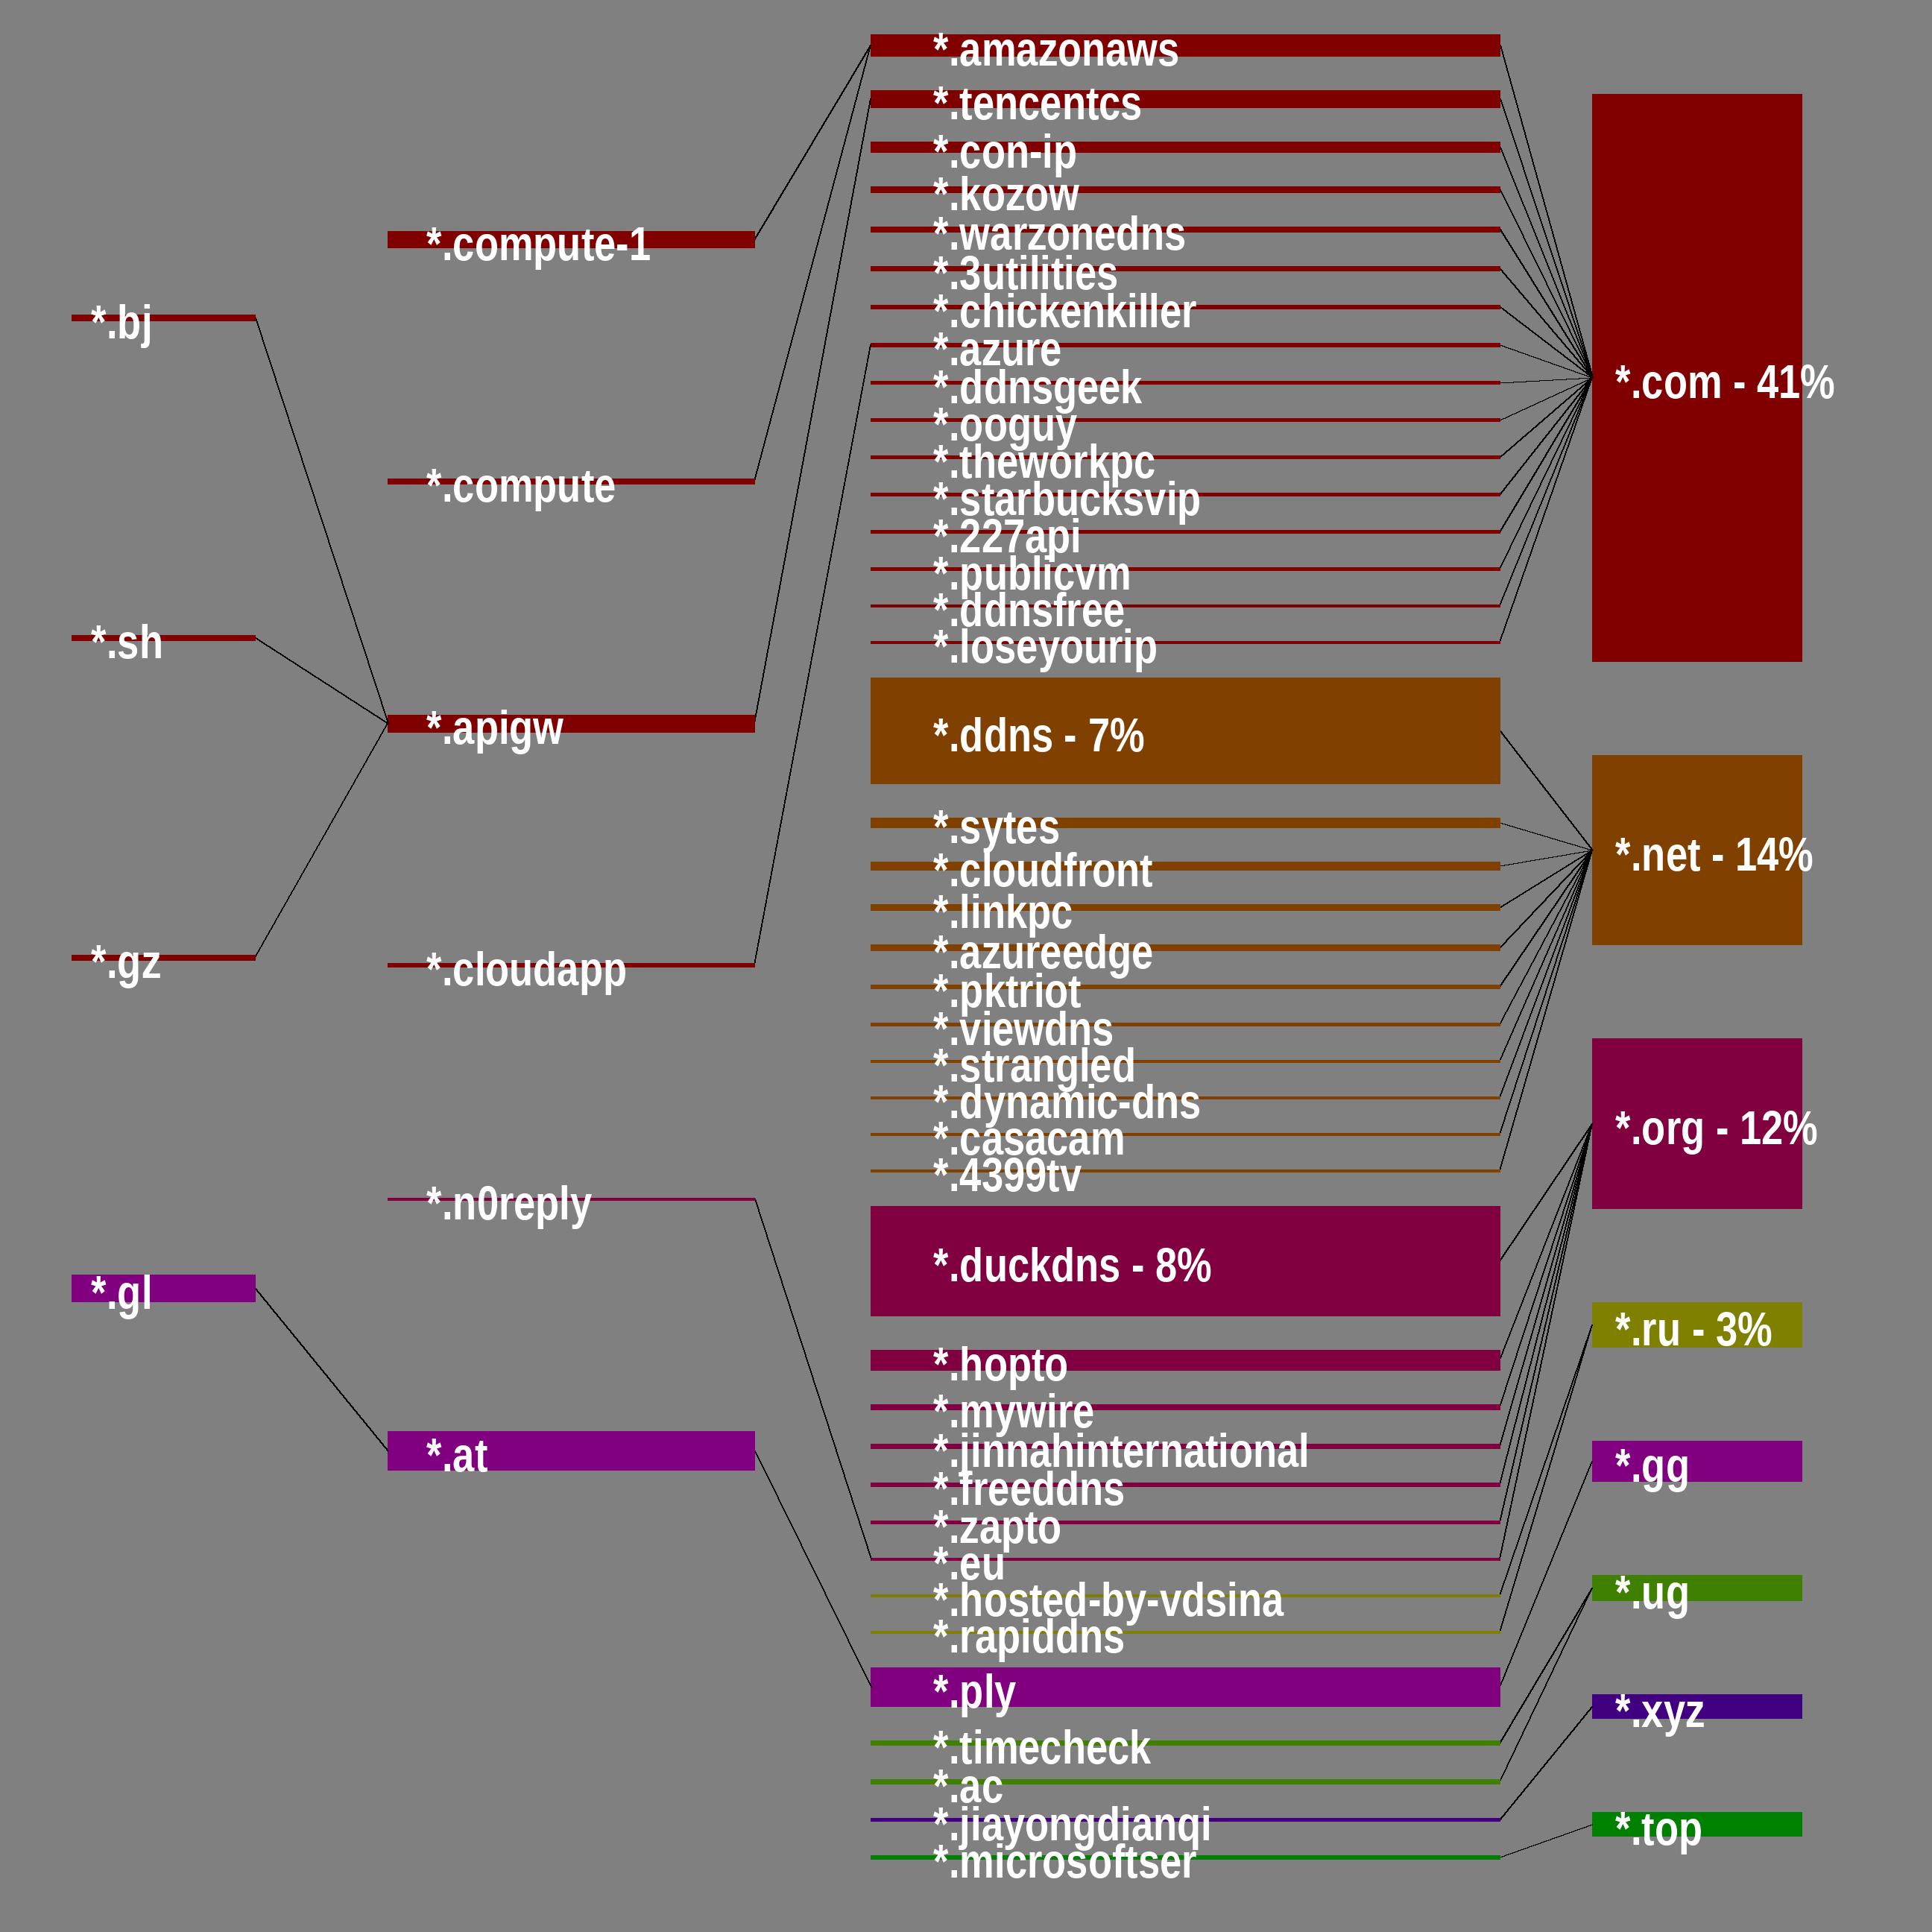 *.bj
*.sh
*.gz
*.gl
*.compute-1
*.compute
*.apigw
*.cloudapp
*.n0reply
*.at
*.amazonaws
*.tencentcs
*.con-ip
*.kozow
*.warzonedns
*.3utilities
*.chickenkiller
*.azure
*.ddnsgeek
*.ooguy
*.theworkpc
*.starbucksvip
*.227api
*.publicvm
*.ddnsfree
*.loseyourip
*.ddns - 7%
*.sytes
*.cloudfront
*.linkpc
*.azureedge
*.pktriot
*.viewdns
*.strangled
*.dynamic-dns
*.casacam
*.4399tv
*.duckdns - 8%
*.hopto
*.mywire
*.jinnahinternational
*.freeddns
*.zapto
*.eu
*.hosted-by-vdsina
*.rapiddns
*.ply
*.timecheck
*.ac
*.jiayongdianqi
*.microsoftser
*.com - 41%
*.net - 14%
*.org - 12%
*.ru - 3%
*.gg
*.ug
*.xyz
*.top